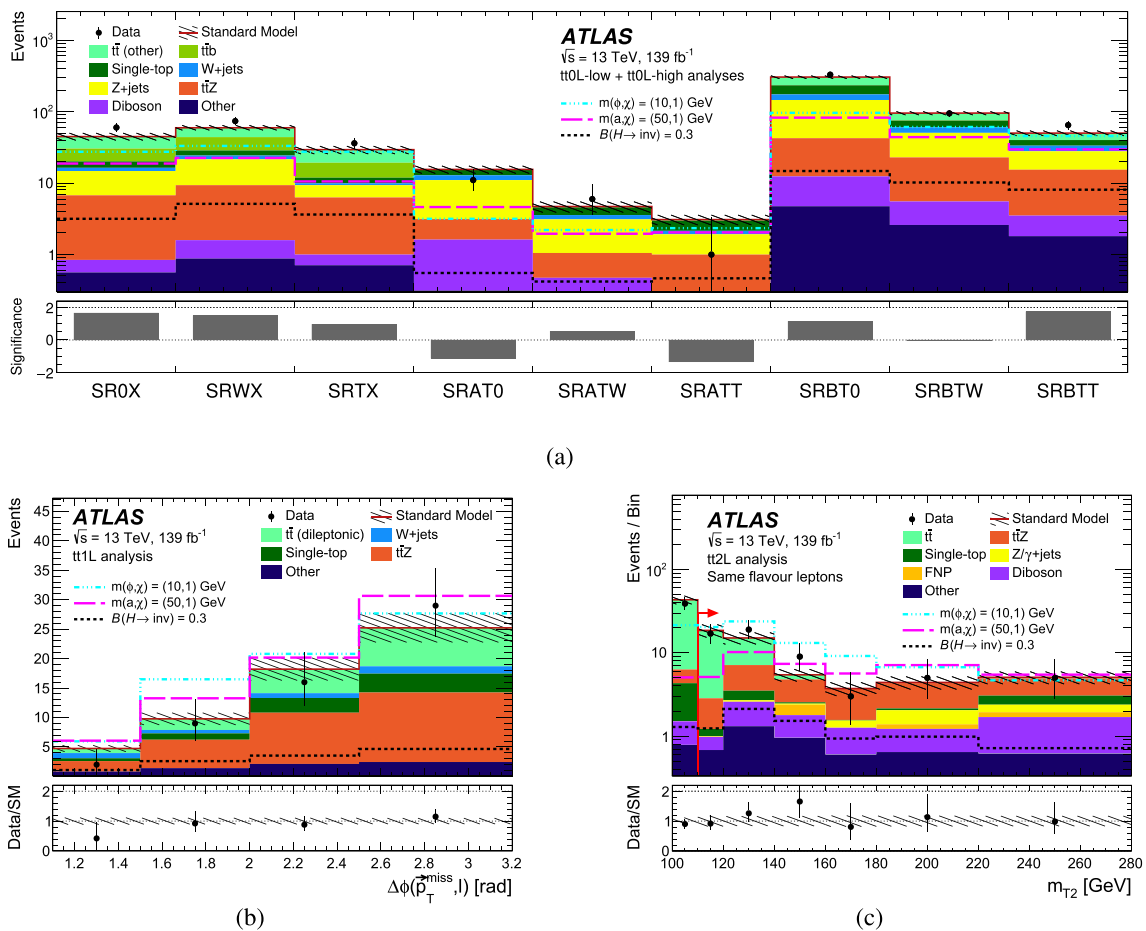 Events
10³
10²
10
1
Data
Standard Model
tt̄ (other)
tt̄b
Single-top
W+jets
Z+jets
tt̄Z
Diboson
Other
ATLAS
√s = 13 TeV, 139 fb⁻¹
tt0L-low + tt0L-high analyses
m(ϕ,χ) = (10,1) GeV
m(a,χ) = (50,1) GeV
B(H→ inv) = 0.3
Significance
2
0
−2
SR0X SRWX SRTX SRAT0 SRATW SRATT SRBT0 SRBTW SRBTT
(a)
Events
45
40
35
30
25
20
15
10
5
ATLAS
√s = 13 TeV, 139 fb⁻¹
tt1L analysis
Data
Standard Model
tt̄ (dileptonic)
W+jets
Single-top
tt̄Z
Other
m(ϕ,χ) = (10,1) GeV
m(a,χ) = (50,1) GeV
B(H→ inv) = 0.3
Data/SM
2
1
0
1.2 1.4 1.6 1.8 2 2.2 2.4 2.6 2.8 3 3.2
Δϕ(p⃗_T^miss,l) [rad]
(b)
Events / Bin
10²
10
1
ATLAS
√s = 13 TeV, 139 fb⁻¹
tt2L analysis
Same flavour leptons
Data
Standard Model
tt̄
tt̄Z
Single-top
Z/γ+jets
FNP
Diboson
Other
m(ϕ,χ) = (10,1) GeV
m(a,χ) = (50,1) GeV
B(H→ inv) = 0.3
Data/SM
2
1
0
100 120 140 160 180 200 220 240 260 280
m_T2 [GeV]
(c)